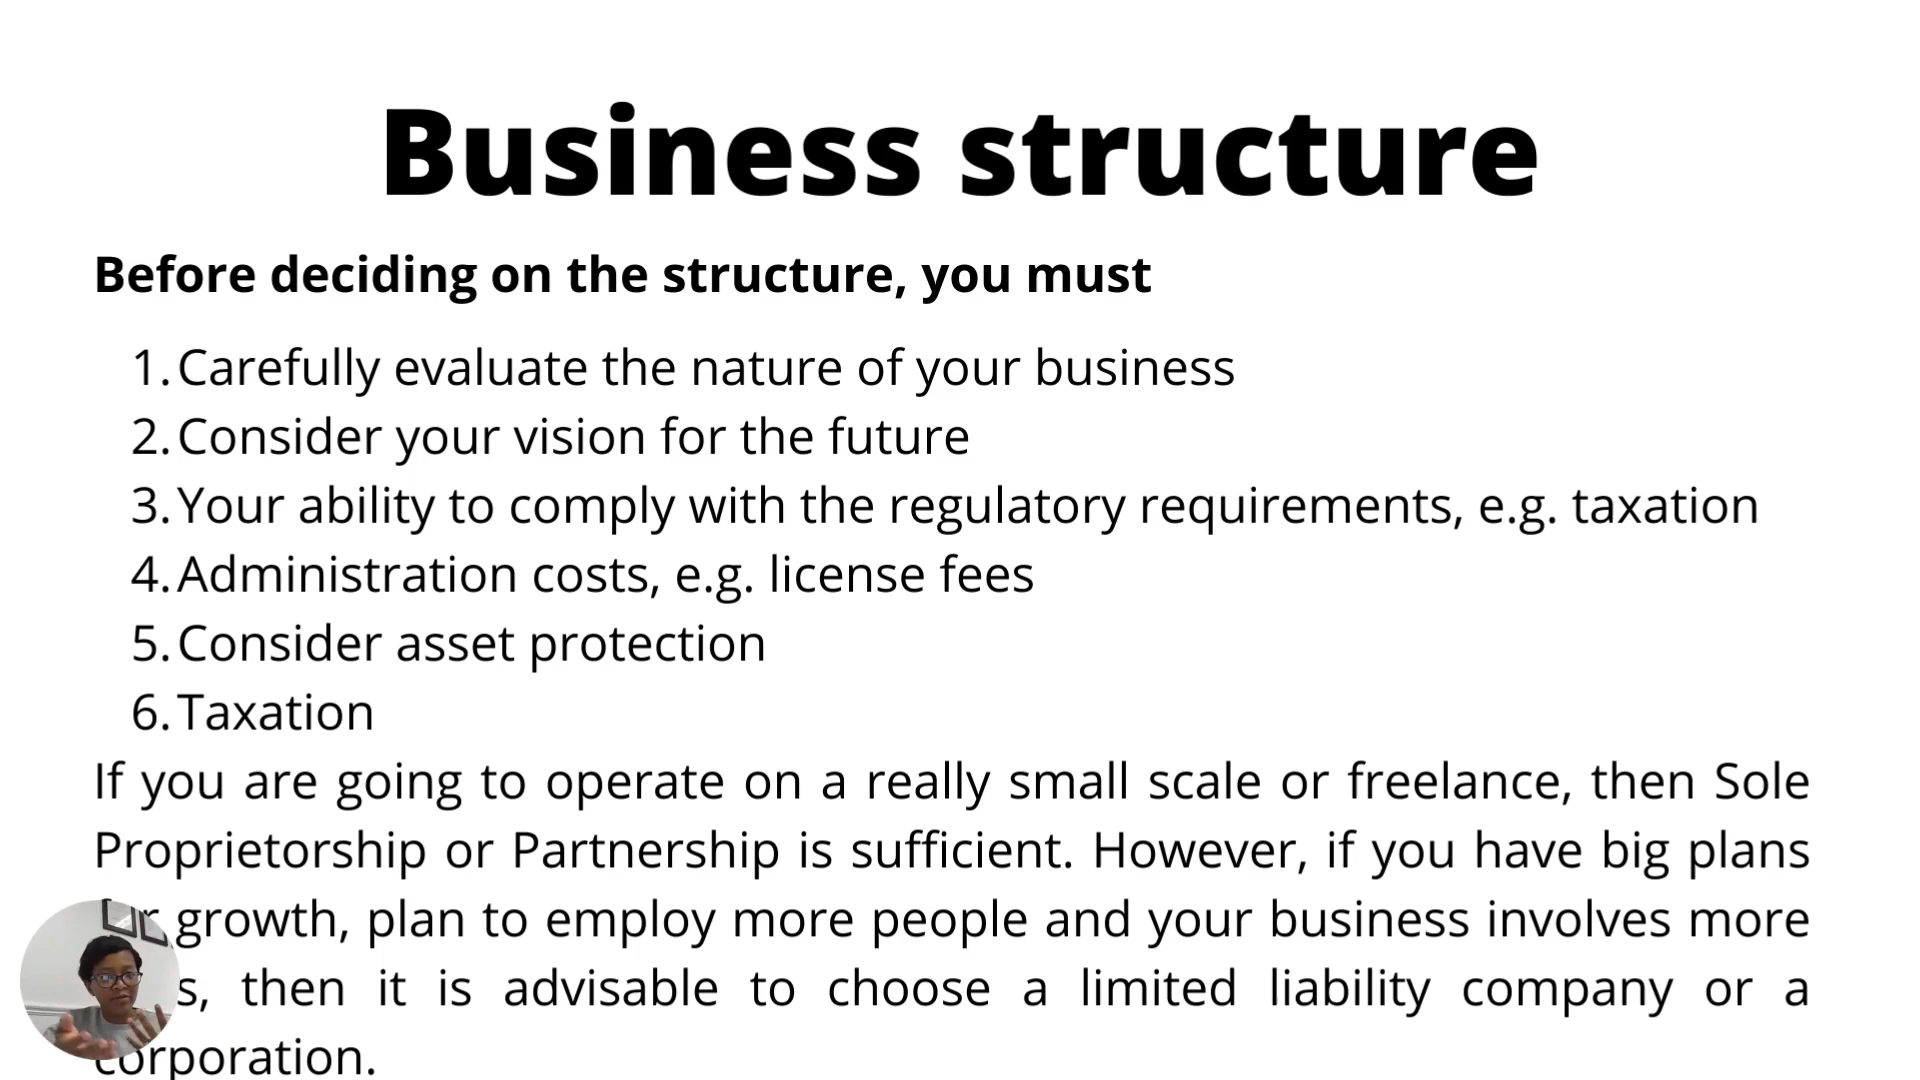 Business structure
Before deciding on the structure, you must
1. Carefully evaluate the nature of your business
2. Consider your vision for the future
3. Your ability to comply with the regulatory requirements, e.g. taxation
4. Administration costs, e.g. license fees
5. Consider asset protection
6. Taxation
If you are going to operate on a really small scale or freelance, then Sole
Proprietorship or Partnership is sufficient. However, if you have big plans
growth, plan to employ more people and your business involves more
then it is advisable to choose a limited liability company or a
corporation.